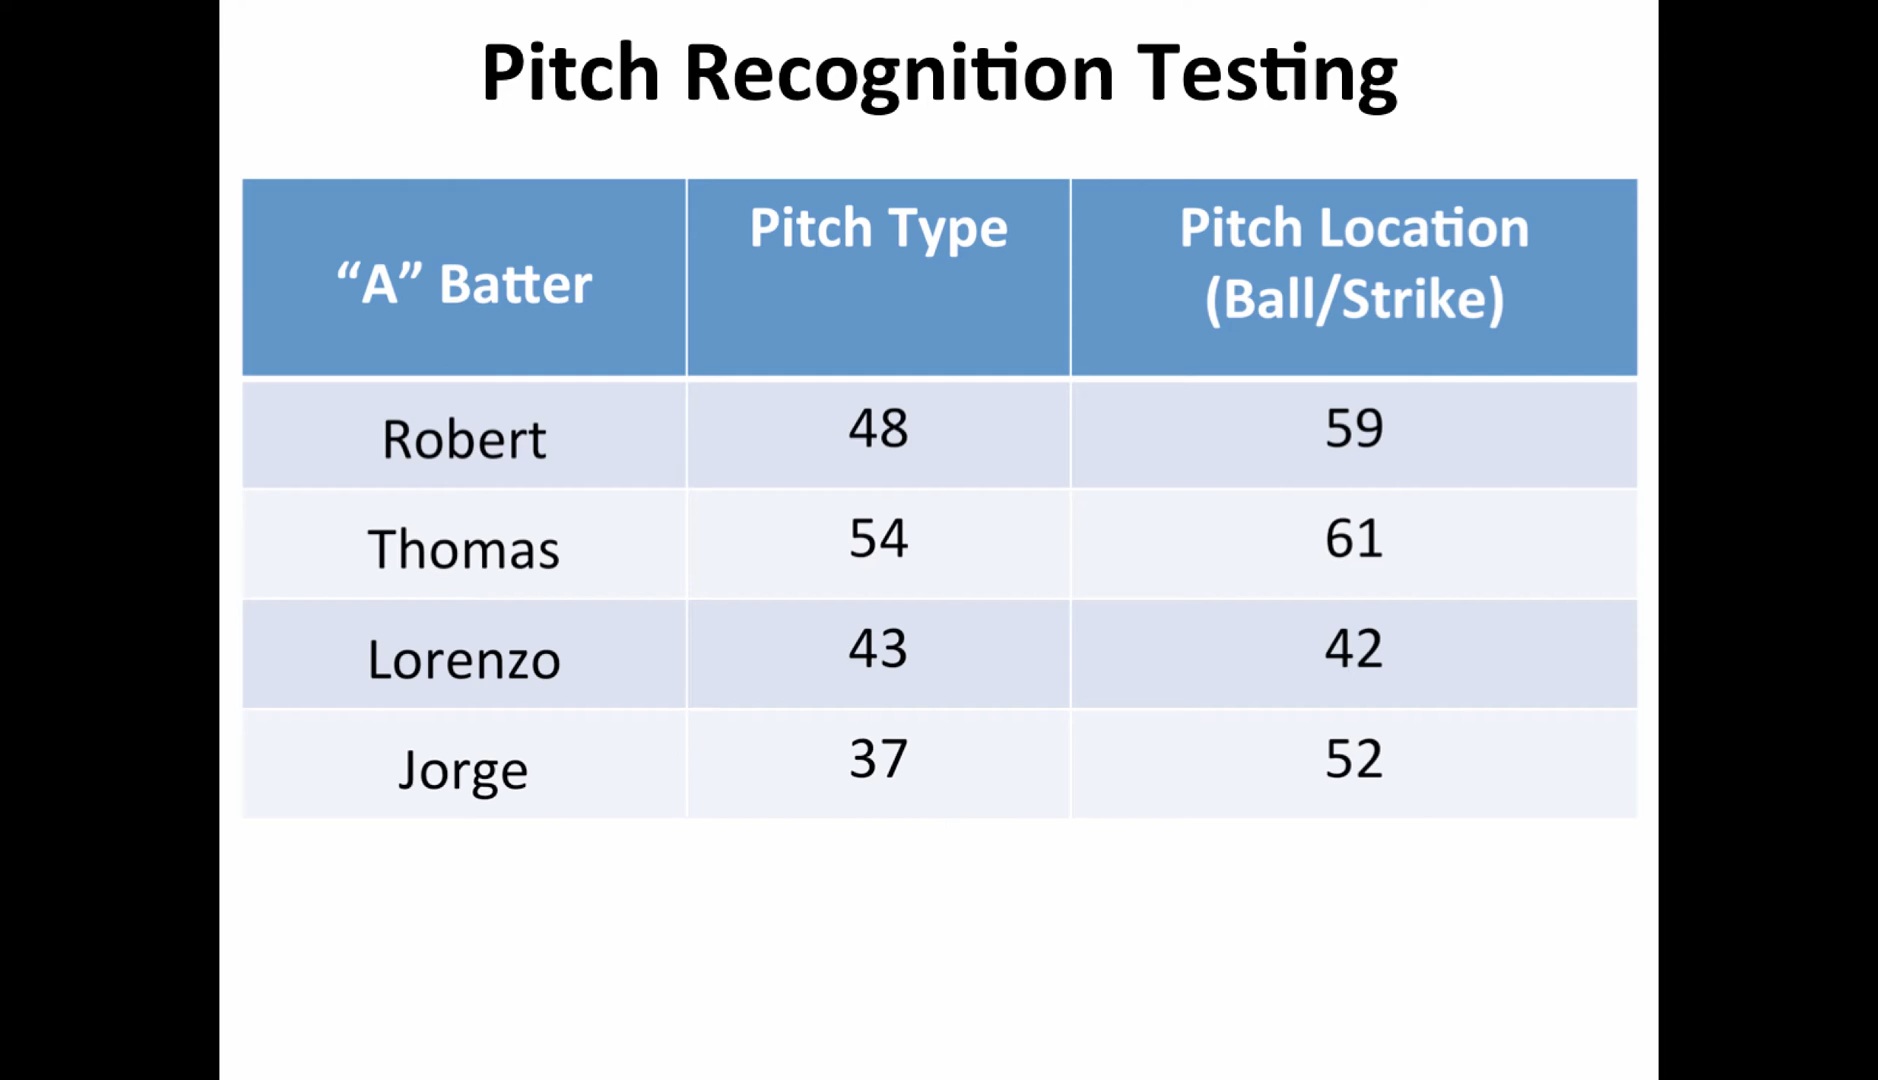 Pitch Recognition Testing
“A” Batter
Pitch Type
Pitch Location
(Ball/Strike)
Robert 48 59
Thomas 54 61
Lorenzo 43 42
Jorge 37 52